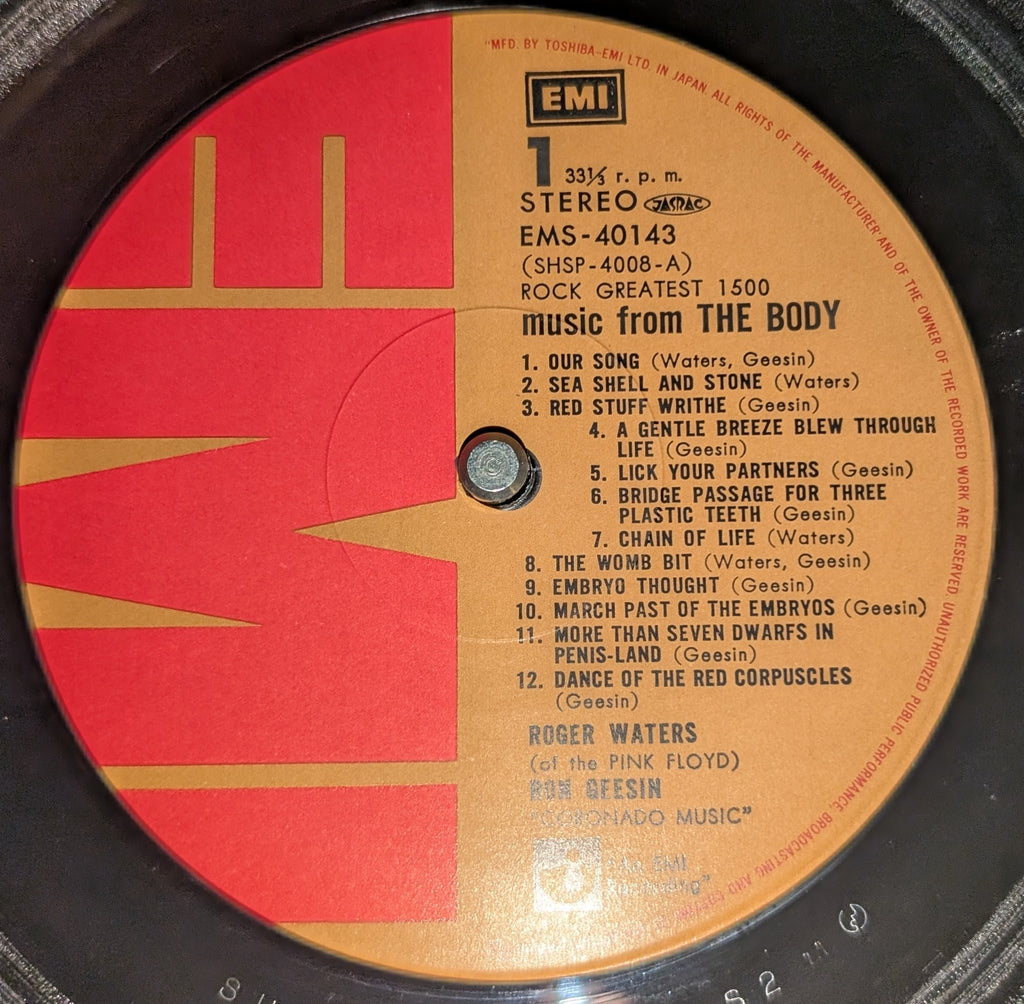 "MFD. BY TOSHIBA-EMI LTD. IN JAPAN. ALL RIGHTS OF THE MANUFACTURER AND OF THE OWNER OF THE RECORDED WORK ARE RESERVED. UNAUTHORIZED PUBLIC PERFORMANCE, BROADCASTING AND
EMI
1 33⅓ r. p. m.
STEREO JASRAC
EMS-40143
(SHSP-4008-A)
ROCK GREATEST 1500
music from THE BODY
1. OUR SONG (Waters, Geesin)
2. SEA SHELL AND STONE (Waters)
3. RED STUFF WRITHE (Geesin)
4. A GENTLE BREEZE BLEW THROUGH
LIFE (Geesin)
5. LICK YOUR PARTNERS (Geesin)
6. BRIDGE PASSAGE FOR THREE
PLASTIC TEETH (Geesin)
7. CHAIN OF LIFE (Waters)
8. THE WOMB BIT (Waters, Geesin)
9. EMBRYO THOUGHT (Geesin)
10. MARCH PAST OF THE EMBRYOS (Geesin)
11. MORE THAN SEVEN DWARFS IN
PENIS-LAND (Geesin)
12. DANCE OF THE RED CORPUSCLES
(Geesin)
ROGER WATERS
(of the PINK FLOYD)
RON GEESIN
"CORONADO MUSIC"
EMI
S2